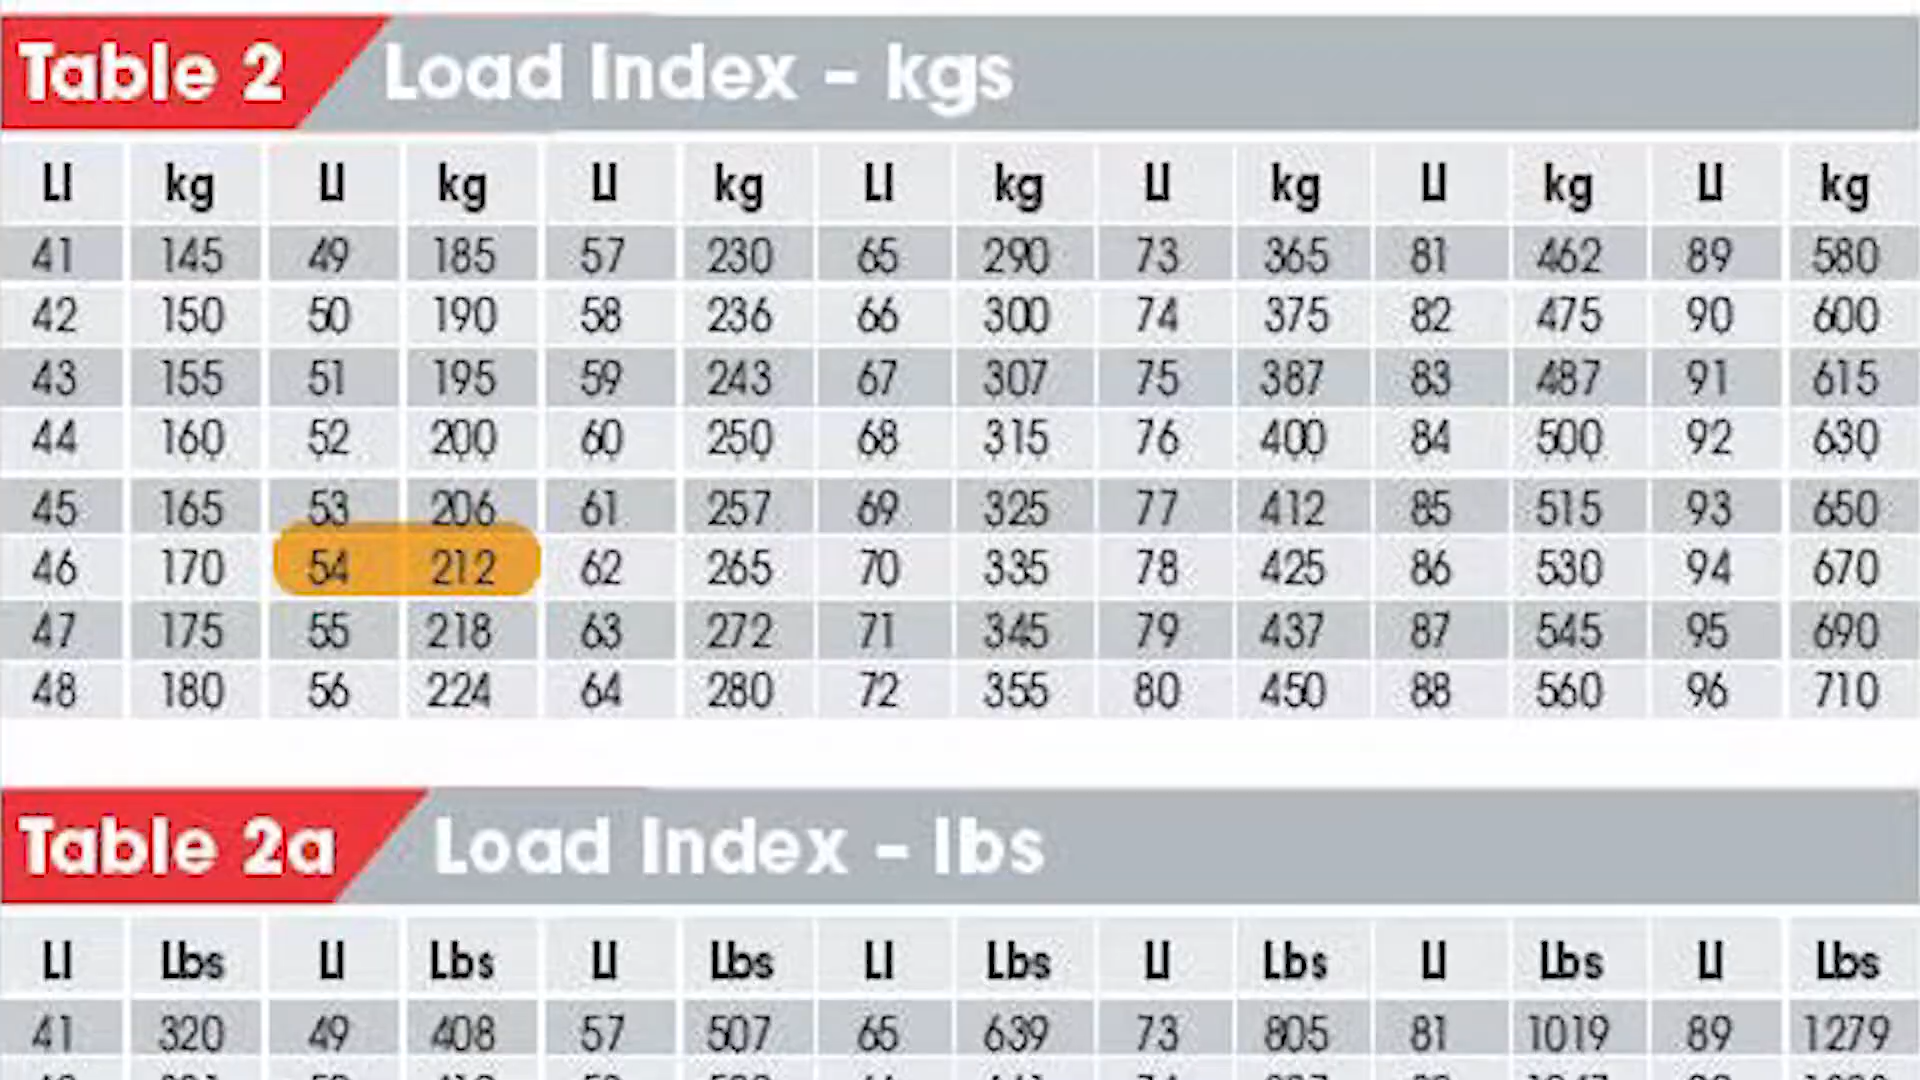 Table 2 Load Index - kgs
LI kg LI kg LI kg LI kg LI kg LI kg LI kg
41 145 49 185 57 230 65 290 73 365 81 462 89 580
42 150 50 190 58 236 66 300 74 375 82 475 90 600
43 155 51 195 59 243 67 307 75 387 83 487 91 615
44 160 52 200 60 250 68 315 76 400 84 500 92 630
45 165 53 206 61 257 69 325 77 412 85 515 93 650
46 170 54 212 62 265 70 335 78 425 86 530 94 670
47 175 55 218 63 272 71 345 79 437 87 545 95 690
48 180 56 224 64 280 72 355 80 450 88 560 96 710
Table 2a Load Index - lbs
LI Lbs LI Lbs LI Lbs LI Lbs LI Lbs LI Lbs LI Lbs
41 320 49 408 57 507 65 639 73 805 81 1019 89 1279